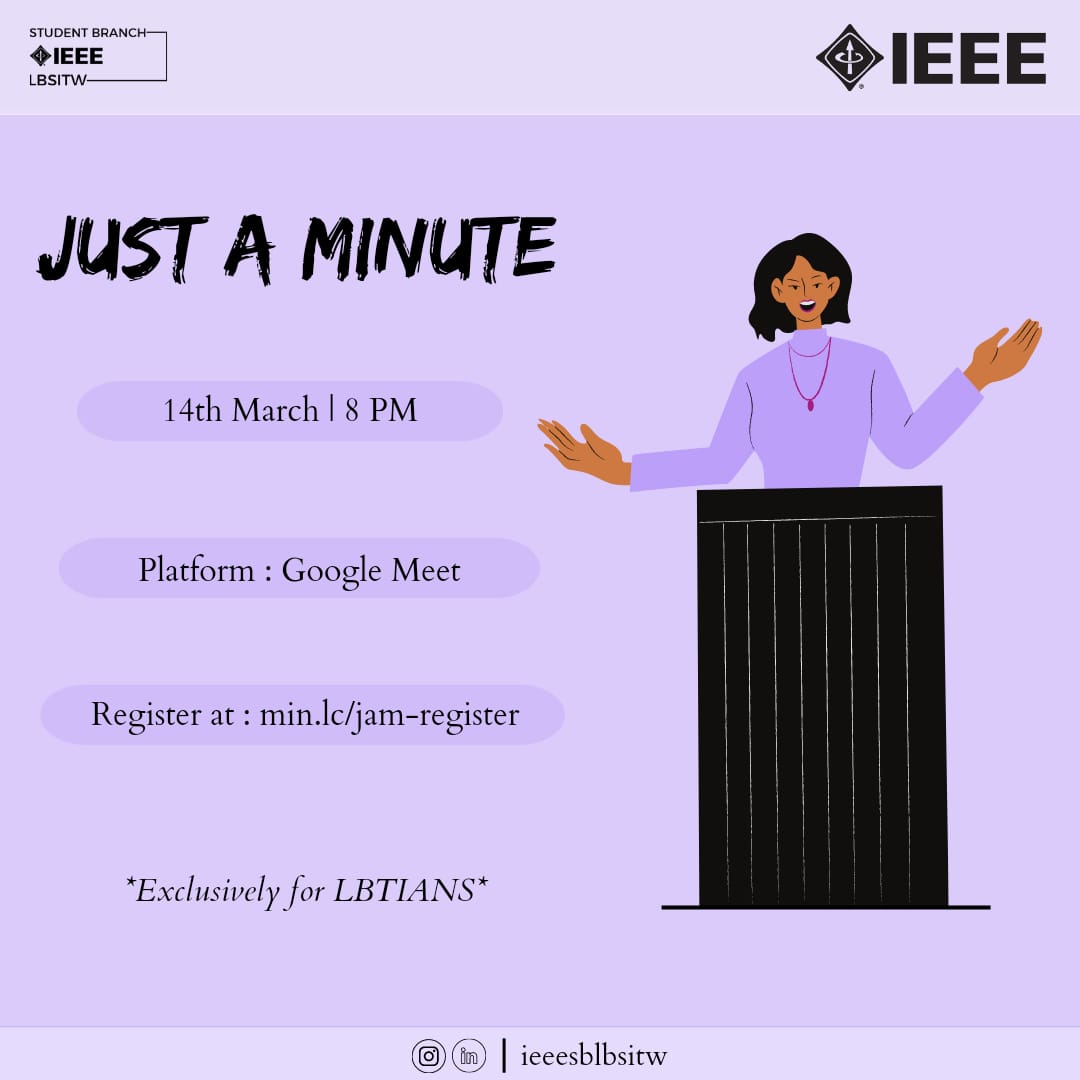 STUDENT BRANCH
IEEE
LBSITW
IEEE
JUST A MINUTE
14th March | 8 PM
Platform : Google Meet
Register at : min.lc/jam-register
*Exclusively for LBTIANS*
in | ieeesblbsitw